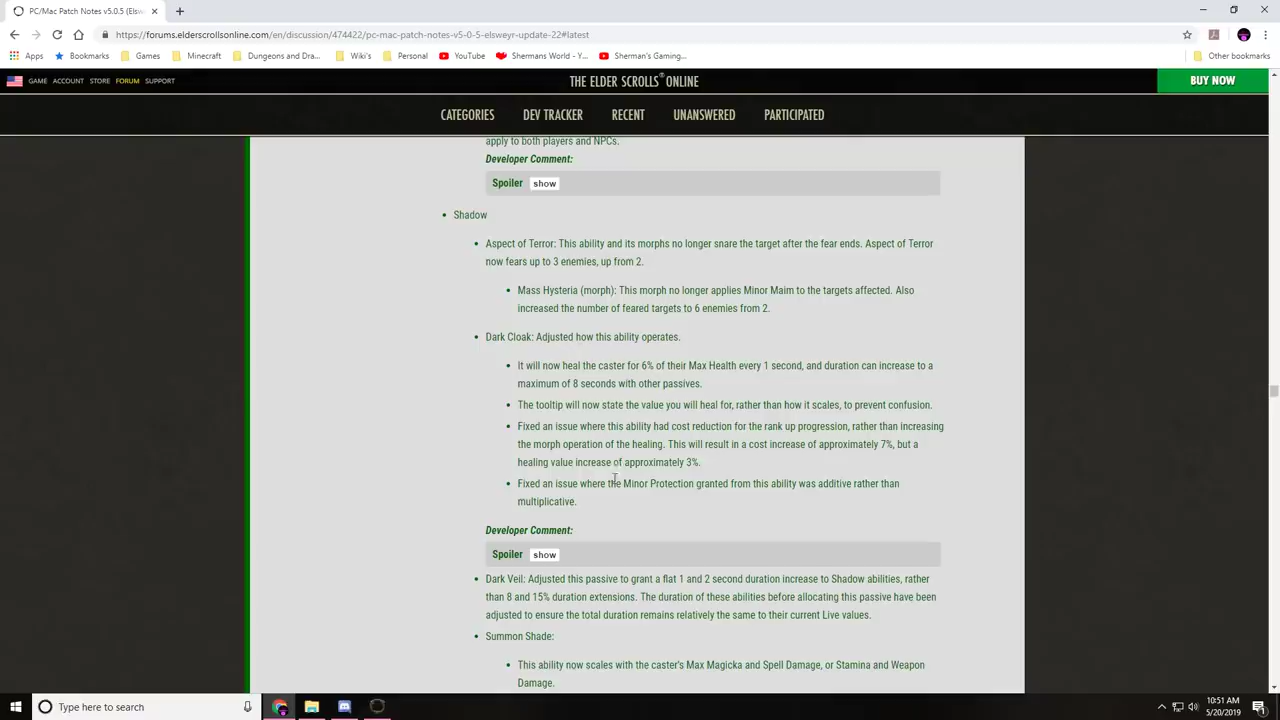 PC/Mac Patch Notes v5.0.5 (Elsw
https://forums.elderscrollsonline.com/en/discussion/474422/pc-mac-patch-notes-v5-0-5-elsweyr-update-22#latest
Apps Bookmarks Games Minecraft Dungeons and Dra... Wiki's Personal YouTube Shermans World - Y... Sherman's Gaming... Other bookmarks
GAME ACCOUNT STORE FORUM SUPPORT THE ELDER SCROLLS® ONLINE BUY NOW
CATEGORIES DEV TRACKER RECENT UNANSWERED PARTICIPATED
apply to both players and NPCs.
Developer Comment:
Spoiler show
• Shadow
• Aspect of Terror: This ability and its morphs no longer snare the target after the fear ends. Aspect of Terror
now fears up to 3 enemies, up from 2.
• Mass Hysteria (morph): This morph no longer applies Minor Maim to the targets affected. Also
increased the number of feared targets to 6 enemies from 2.
• Dark Cloak: Adjusted how this ability operates.
• It will now heal the caster for 6% of their Max Health every 1 second, and duration can increase to a
maximum of 8 seconds with other passives.
• The tooltip will now state the value you will heal for, rather than how it scales, to prevent confusion.
• Fixed an issue where this ability had cost reduction for the rank up progression, rather than increasing
the morph operation of the healing. This will result in a cost increase of approximately 7%, but a
healing value increase of approximately 3%.
• Fixed an issue where the Minor Protection granted from this ability was additive rather than
multiplicative.
Developer Comment:
Spoiler show
• Dark Veil: Adjusted this passive to grant a flat 1 and 2 second duration increase to Shadow abilities, rather
than 8 and 15% duration extensions. The duration of these abilities before allocating this passive have been
adjusted to ensure the total duration remains relatively the same to their current Live values.
• Summon Shade:
• This ability now scales with the caster's Max Magicka and Spell Damage, or Stamina and Weapon
Damage.
Type here to search
10:51 AM
5/20/2019